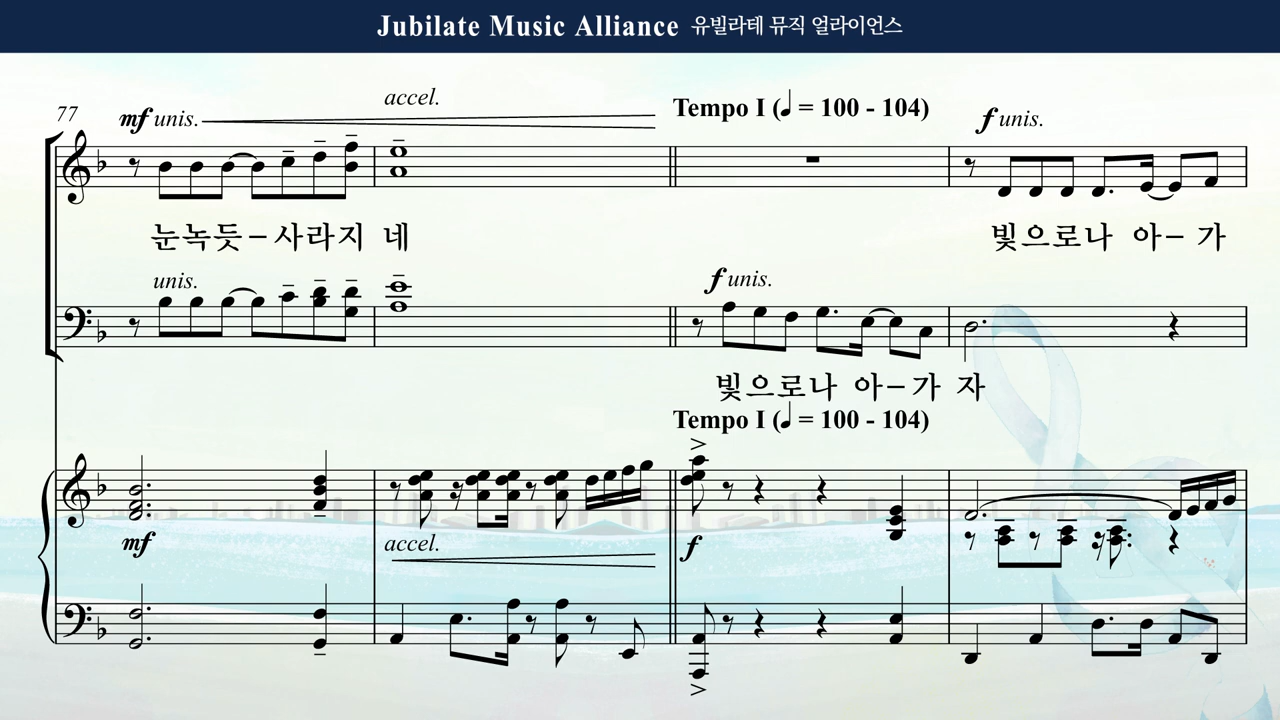 Jubilate Music Alliance 유빌라테 뮤직 얼라이언스
77
mf unis.
accel.
Tempo I (♩ = 100 - 104)
f unis.
눈녹듯–사라지 네
빛으로나 아–가
unis.
f unis.
빛으로나 아–가 자
Tempo I (♩ = 100 - 104)
mf
accel.
f